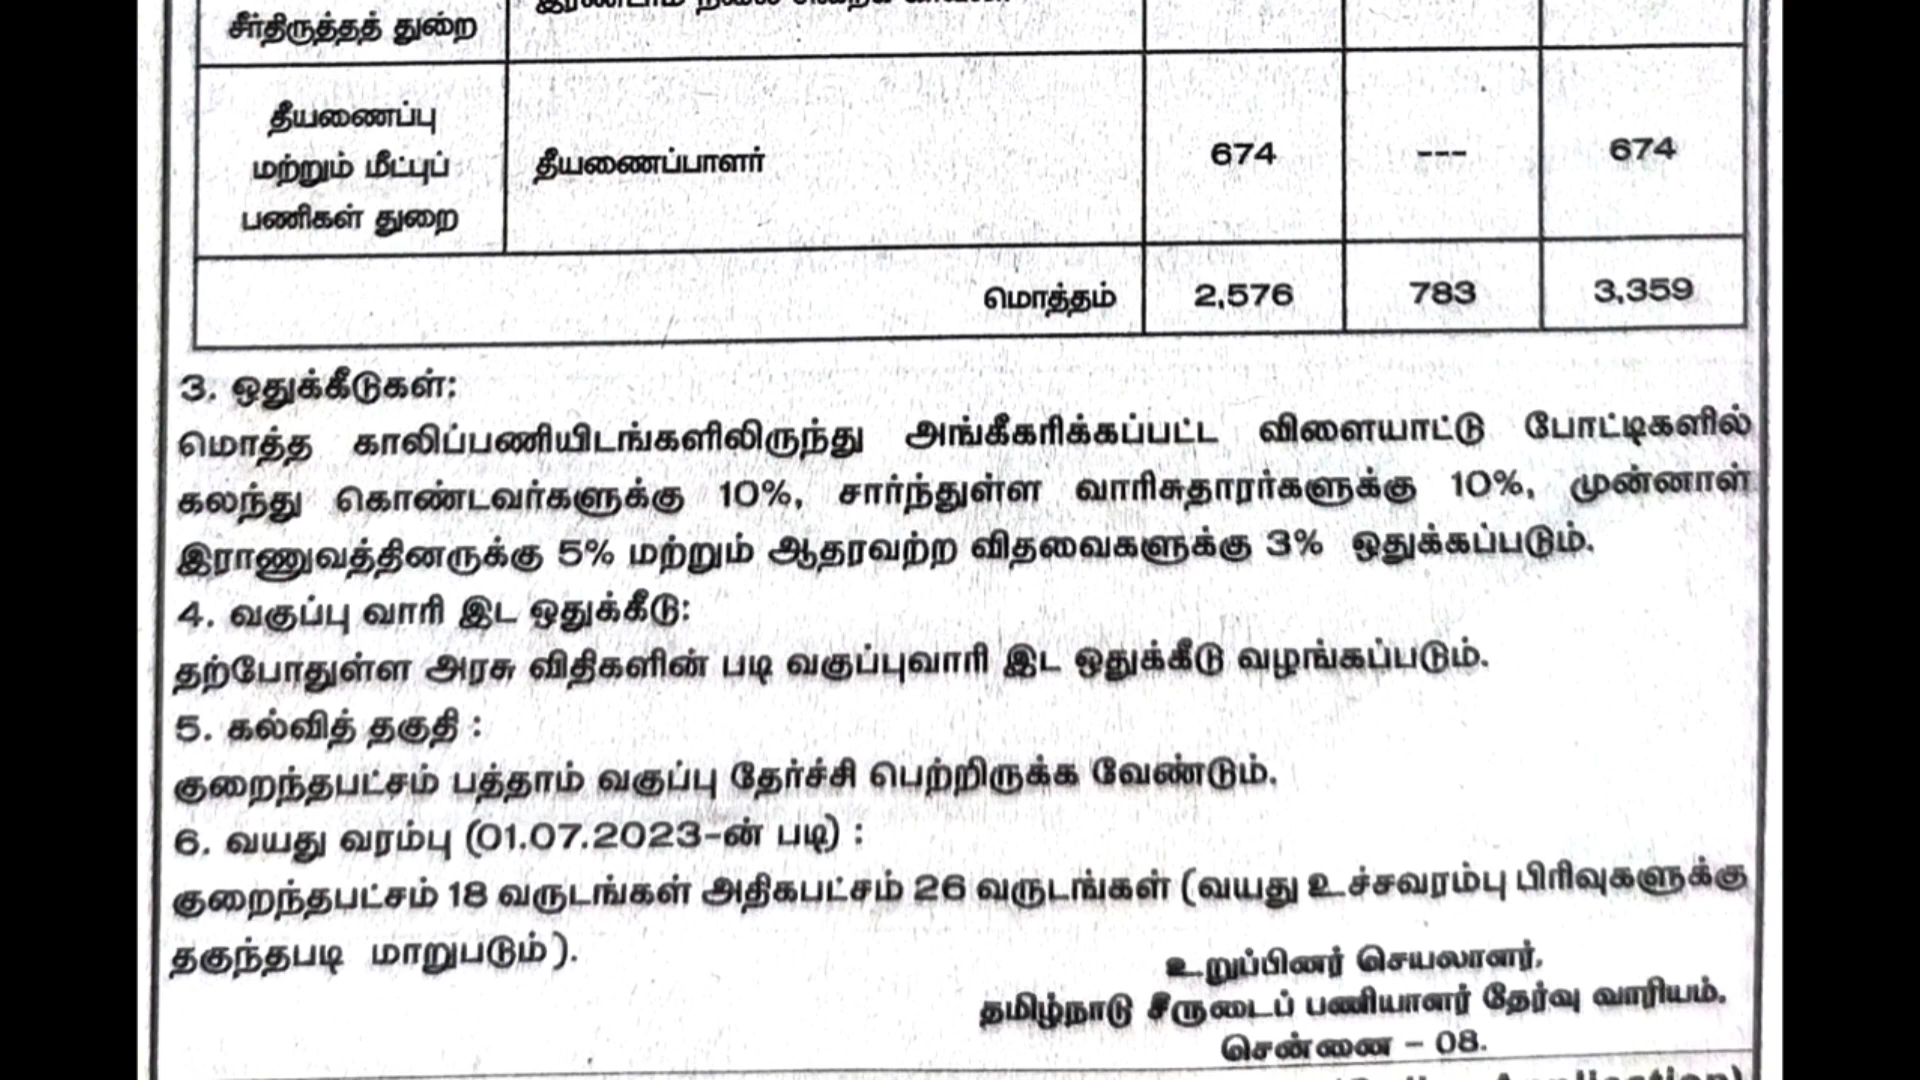 சீர்திருத்தத் துறை
தீயணைப்பு
மற்றும் மீட்புப்
பணிகள் துறை
தீயணைப்பாளர்
674
---
674
மொத்தம்
2,576
783
3,359
3. ஒதுக்கீடுகள்:
மொத்த காலிப்பணியிடங்களிலிருந்து அங்கீகரிக்கப்பட்ட விளையாட்டு போட்டிகளில்
கலந்து கொண்டவர்களுக்கு 10%, சார்ந்துள்ள வாரிசுதாரர்களுக்கு 10%, முன்னாள்
இராணுவத்தினருக்கு 5% மற்றும் ஆதரவற்ற விதவைகளுக்கு 3% ஒதுக்கப்படும்.
4. வகுப்பு வாரி இட ஒதுக்கீடு:
தற்போதுள்ள அரசு விதிகளின் படி வகுப்புவாரி இட ஒதுக்கீடு வழங்கப்படும்.
5. கல்வித் தகுதி :
குறைந்தபட்சம் பத்தாம் வகுப்பு தேர்ச்சி பெற்றிருக்க வேண்டும்.
6. வயது வரம்பு (01.07.2023-ன் படி) :
குறைந்தபட்சம் 18 வருடங்கள் அதிகபட்சம் 26 வருடங்கள் (வயது உச்சவரம்பு பிரிவுகளுக்கு
தகுந்தபடி மாறுபடும்).
உறுப்பினர் செயலாளர்,
தமிழ்நாடு சீருடைப் பணியாளர் தேர்வு வாரியம்,
சென்னை – 08.